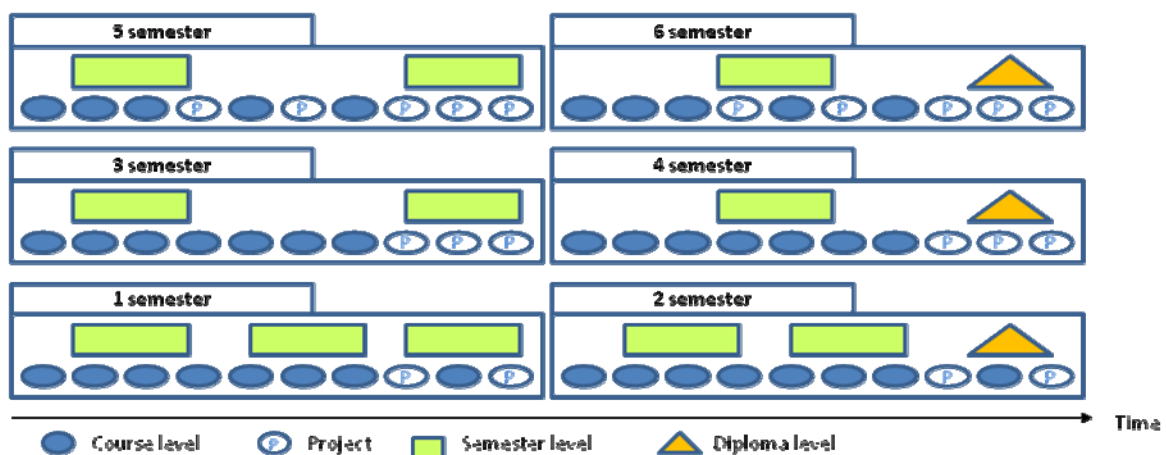 5 semester
P P P P P
6 semester
P P P P P
3 semester
P P P
4 semester
P P P
1 semester
P P
2 semester
P P
Time
Course level P Project Semester level Diploma level